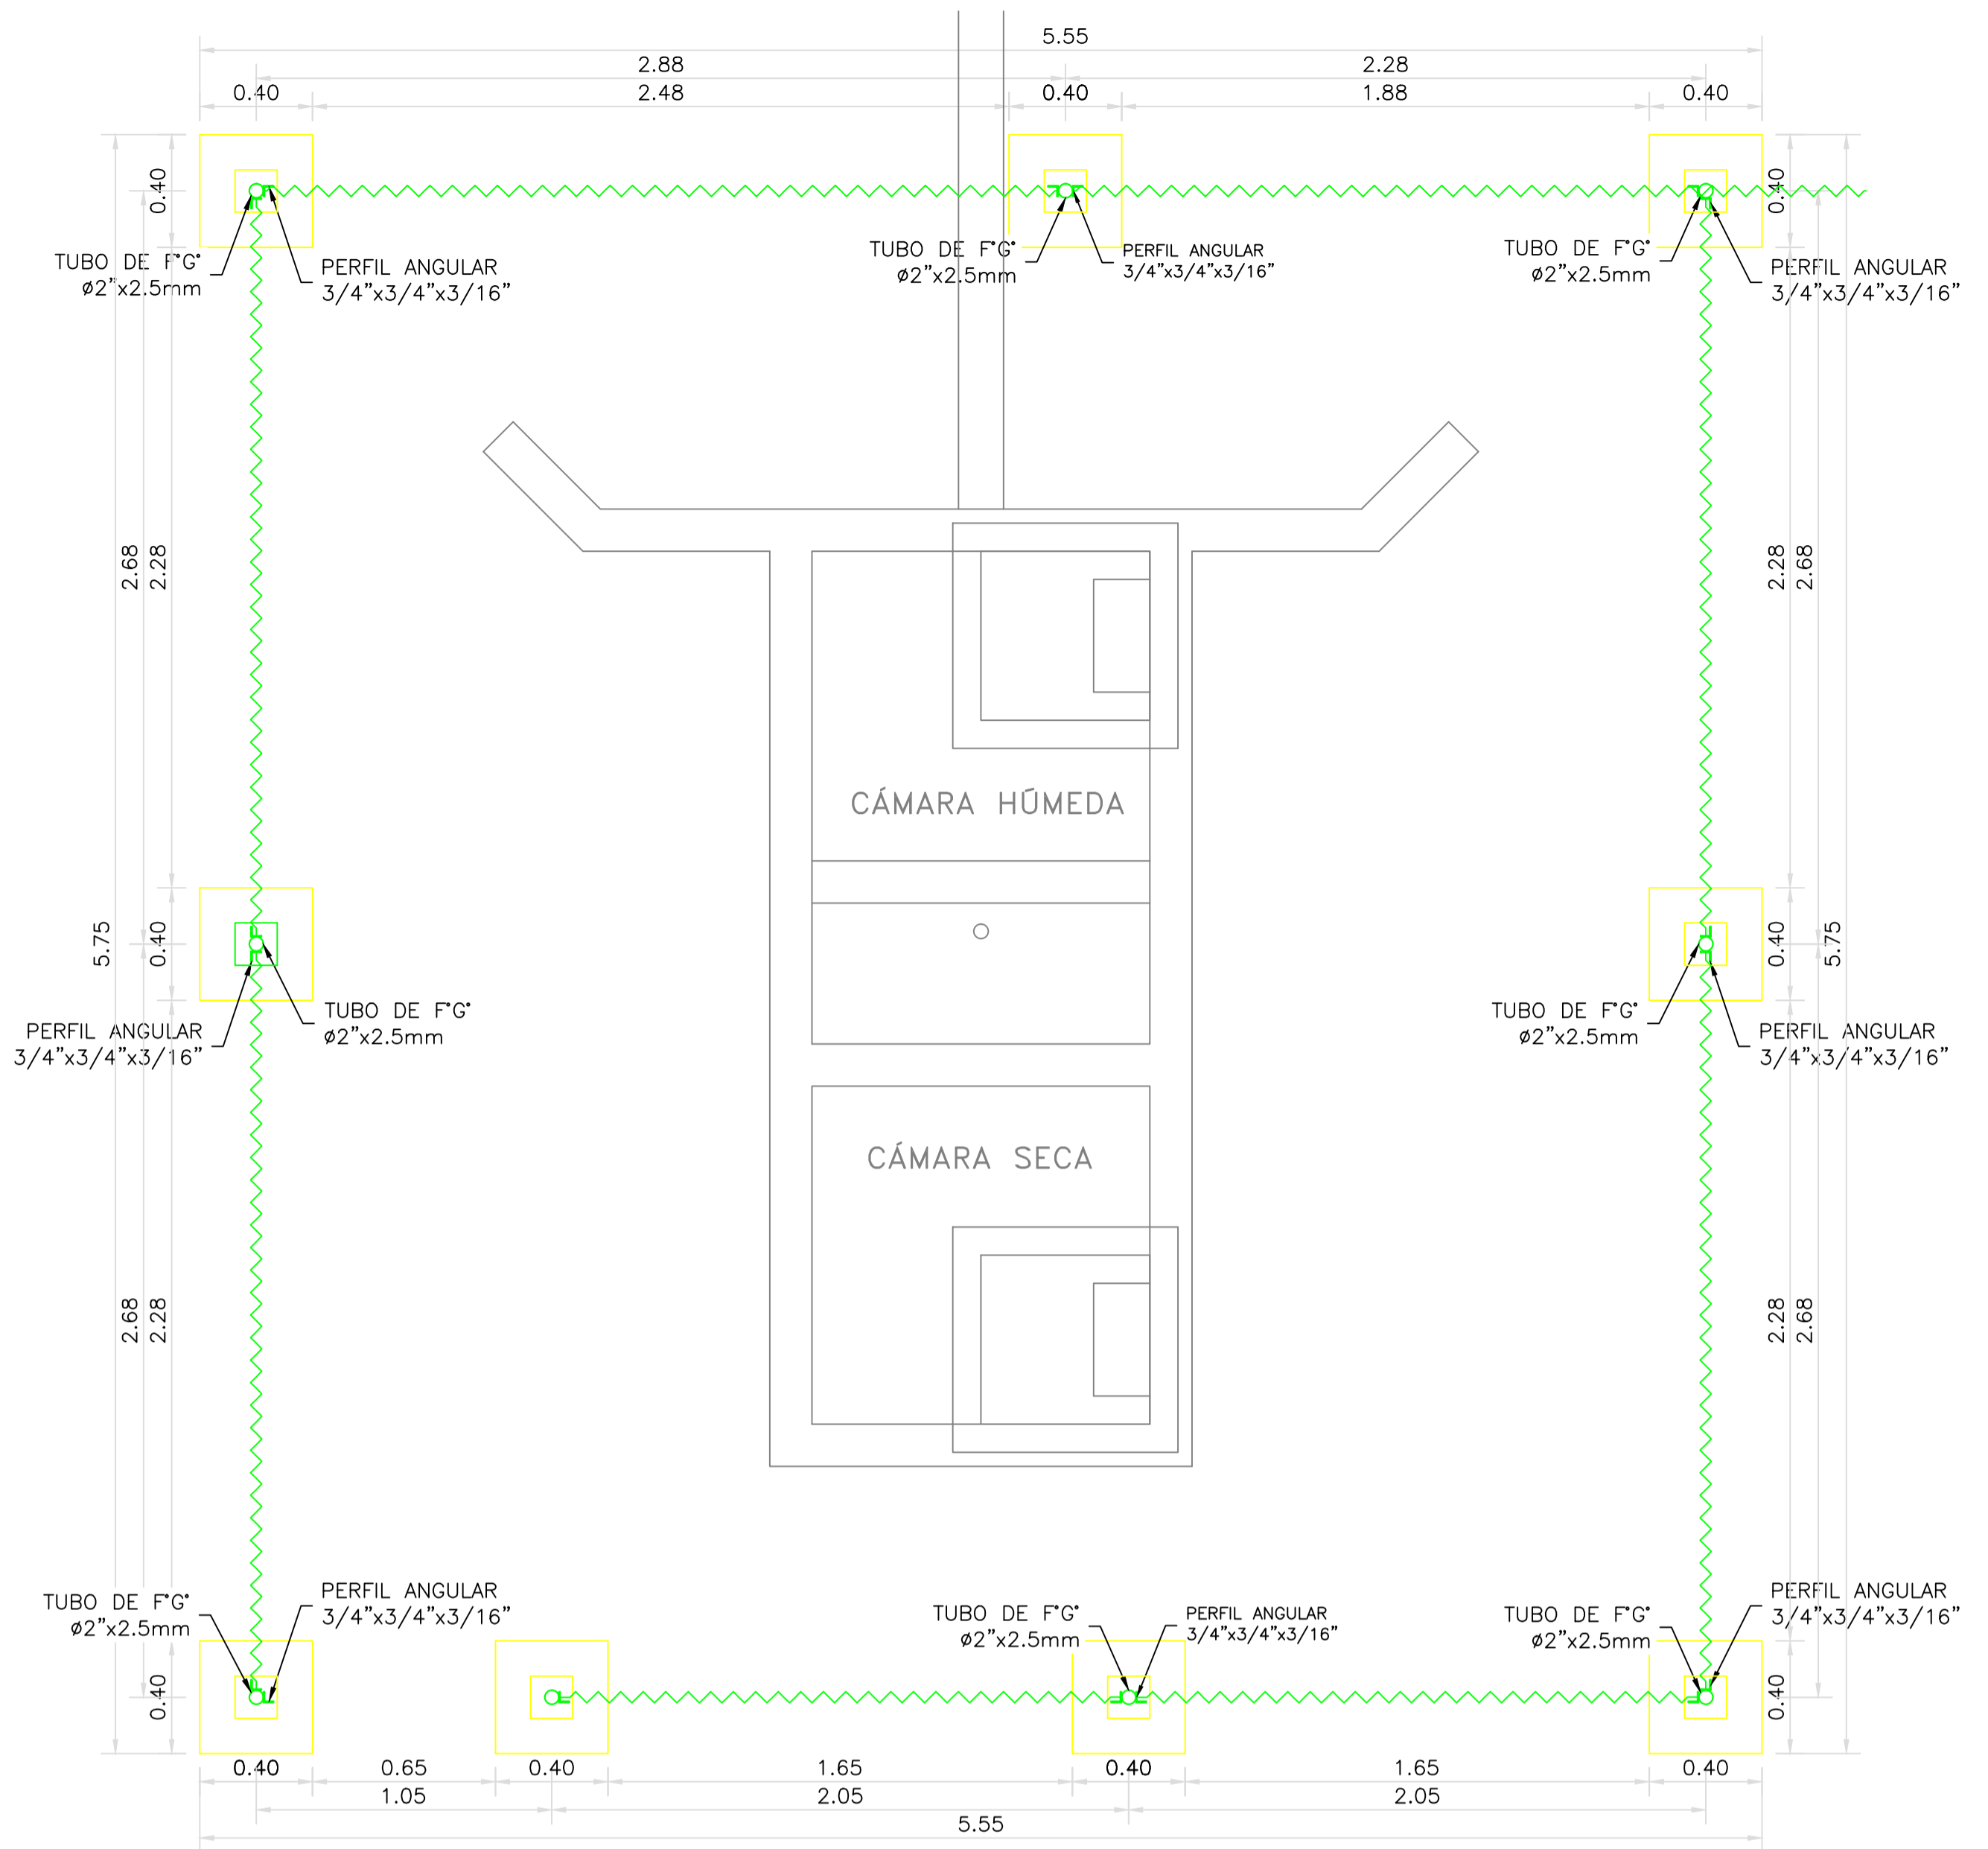 5.55
2.88
2.28
0.40
2.48
0.40
1.88
0.40
0.40
0.40
TUBO DE F°G°
ø2"x2.5mm
PERFIL ANGULAR
3/4"x3/4"x3/16"
TUBO DE F°G°
ø2"x2.5mm
PERFIL ANGULAR
3/4"x3/4"x3/16"
TUBO DE F°G°
ø2"x2.5mm
PERFIL ANGULAR
3/4"x3/4"x3/16"
2.68
2.28
2.28
2.68
CÁMARA HÚMEDA
5.75
0.40
0.40
5.75
TUBO DE F°G°
ø2"x2.5mm
PERFIL ANGULAR
3/4"x3/4"x3/16"
TUBO DE F°G°
ø2"x2.5mm
PERFIL ANGULAR
3/4"x3/4"x3/16"
CÁMARA SECA
2.68
2.28
2.28
2.68
TUBO DE F°G°
ø2"x2.5mm
PERFIL ANGULAR
3/4"x3/4"x3/16"
TUBO DE F°G°
ø2"x2.5mm
PERFIL ANGULAR
3/4"x3/4"x3/16"
TUBO DE F°G°
ø2"x2.5mm
PERFIL ANGULAR
3/4"x3/4"x3/16"
0.40
0.40
0.40
0.65
0.40
1.65
0.40
1.65
0.40
1.05
2.05
2.05
5.55